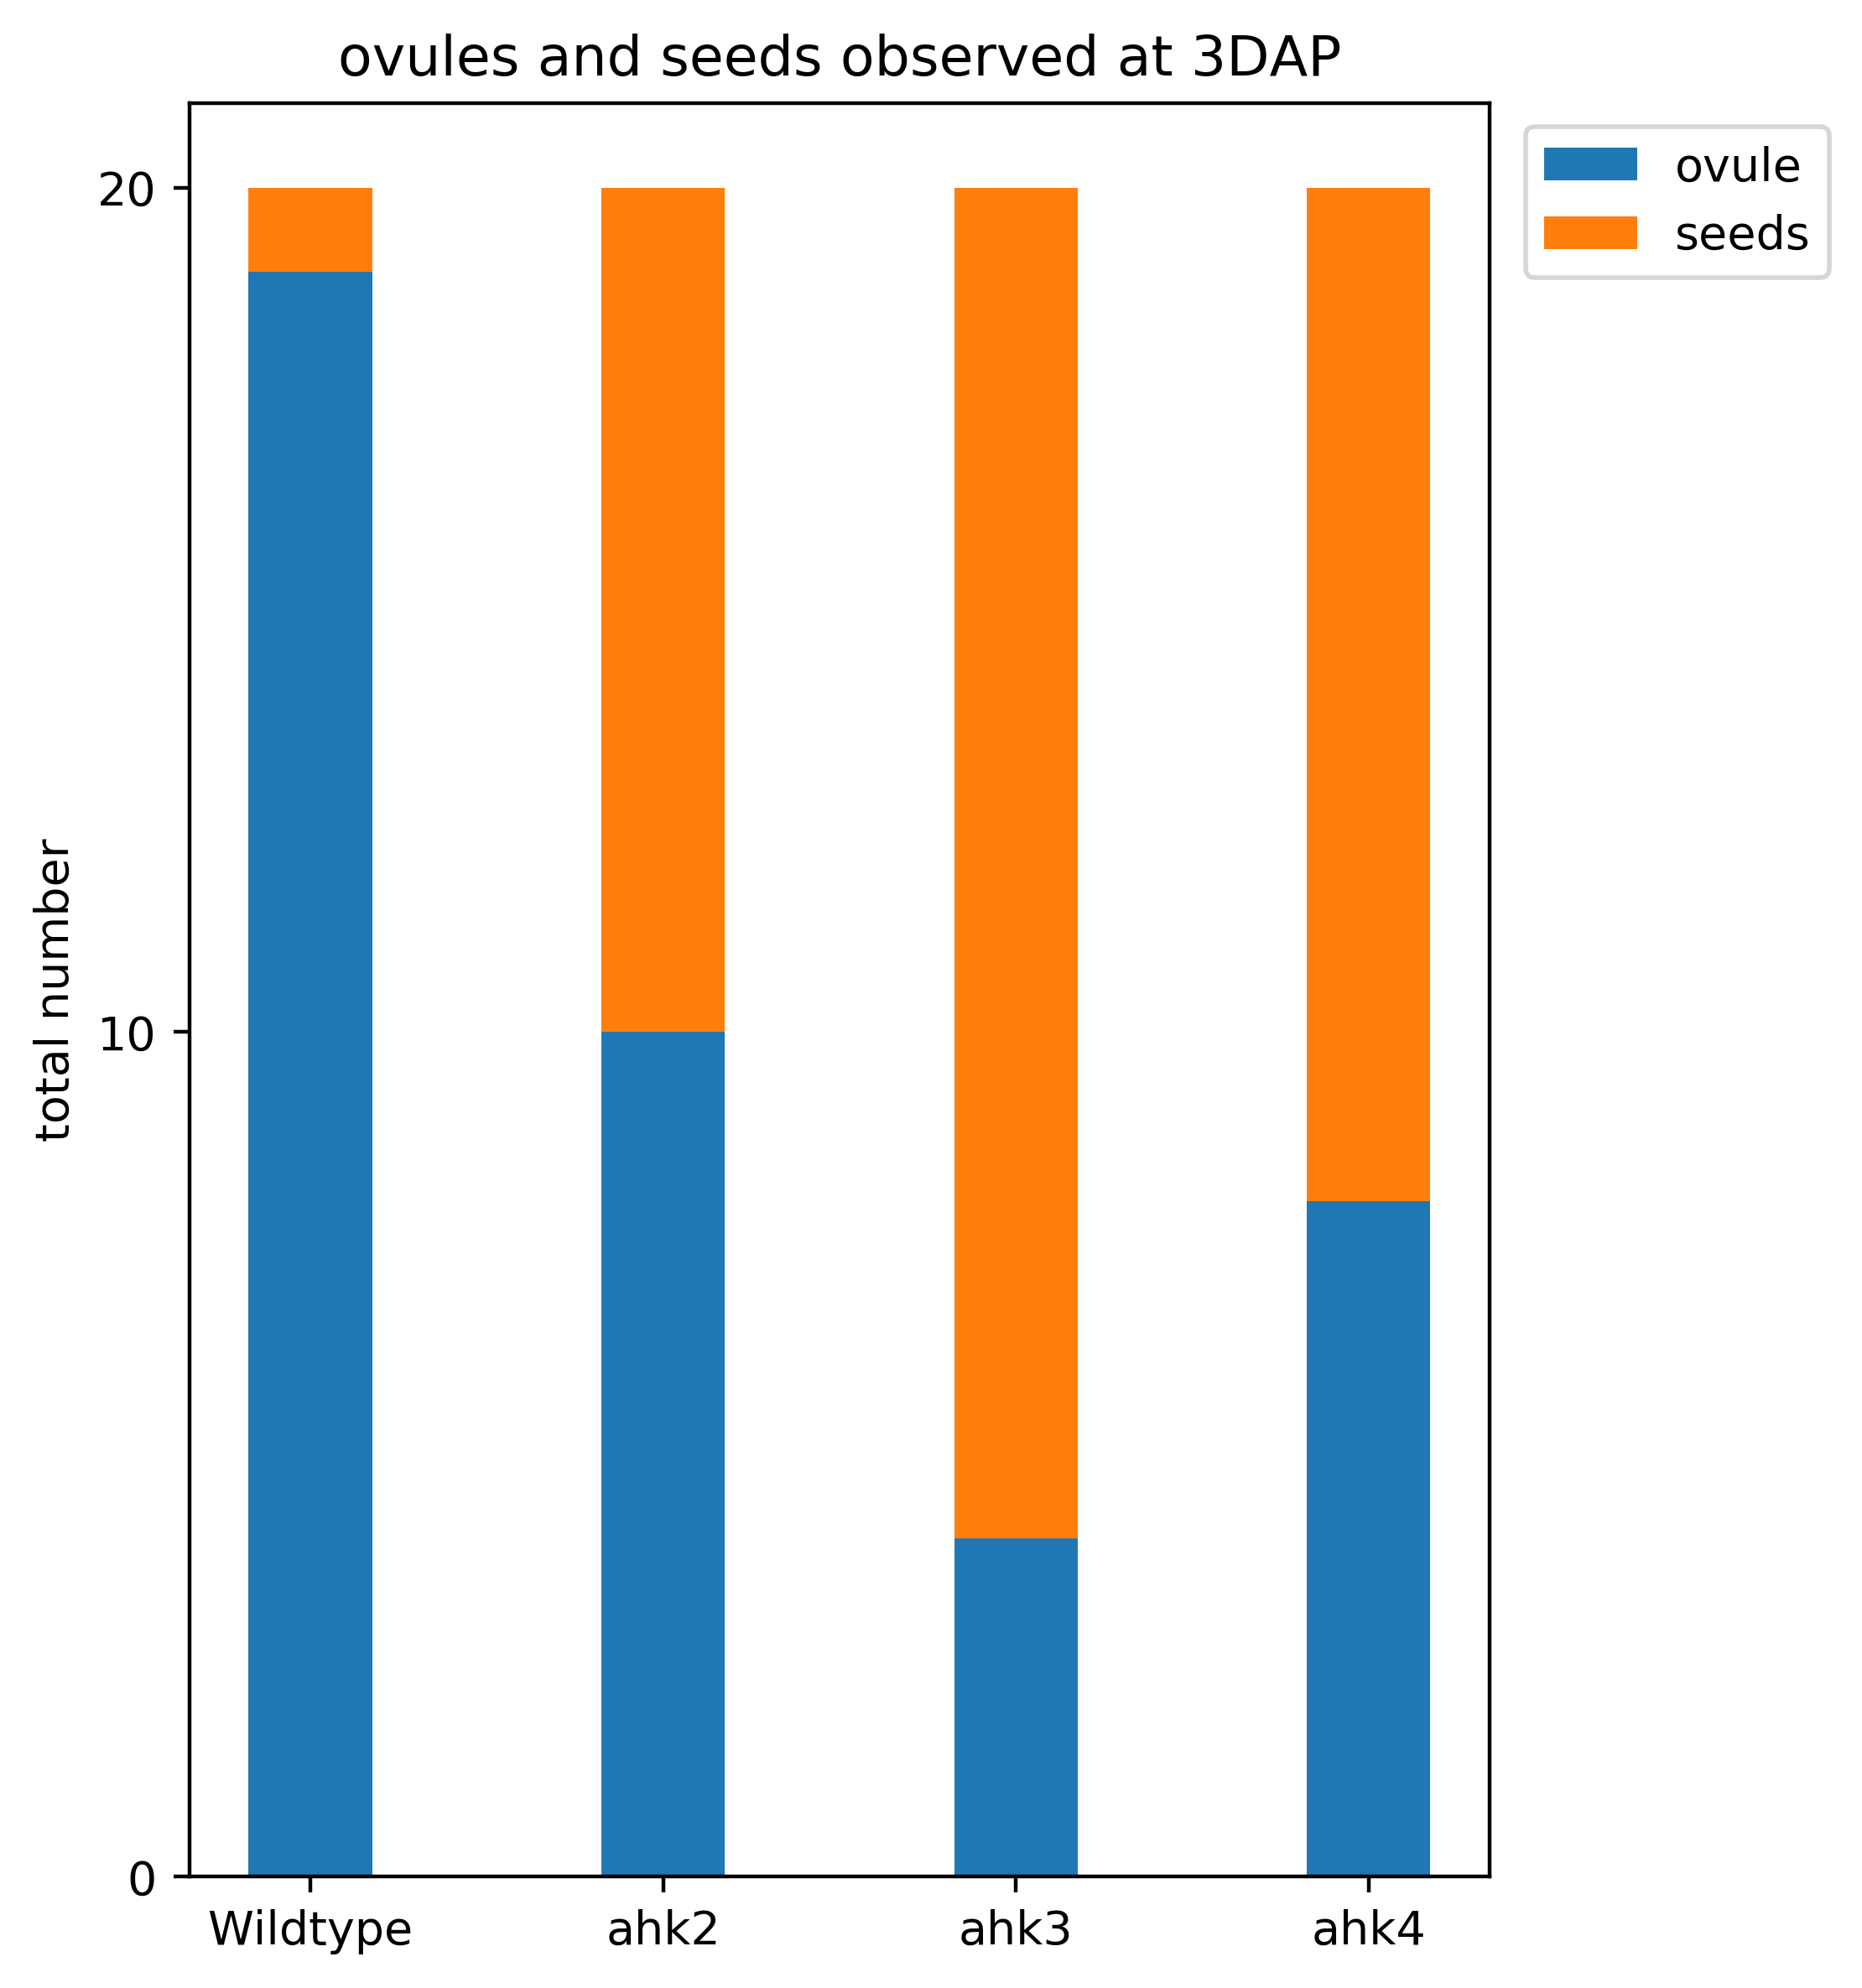 ovules and seeds observed at 3DAP
ovule
seeds
total number
20
10
0
Wildtype ahk2 ahk3 ahk4